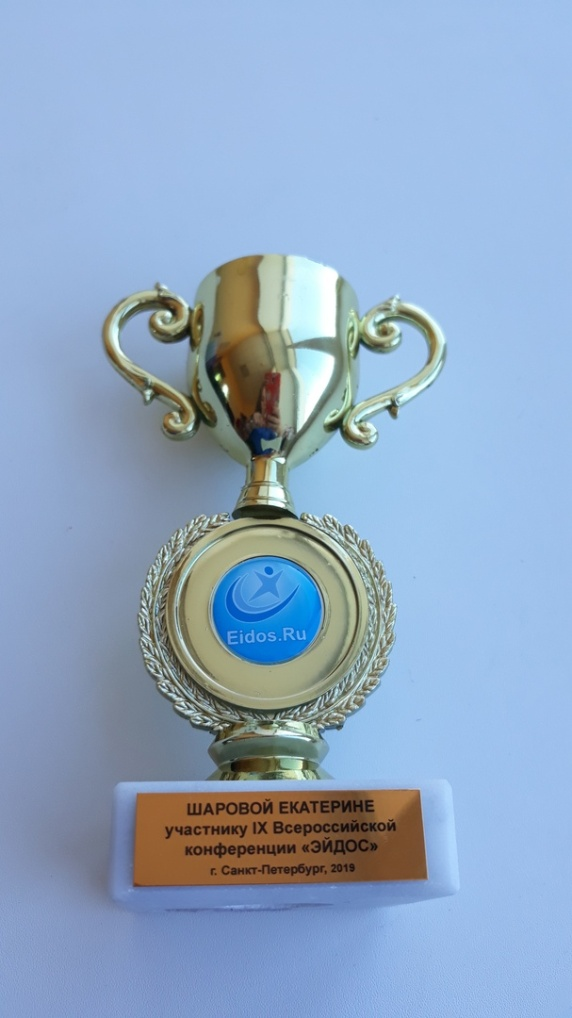 Eidos.Ru
ШАРОВОЙ ЕКАТЕРИНЕ
участнику IX Всероссийской
конференции «ЭЙДОС»
г. Санкт-Петербург, 2019